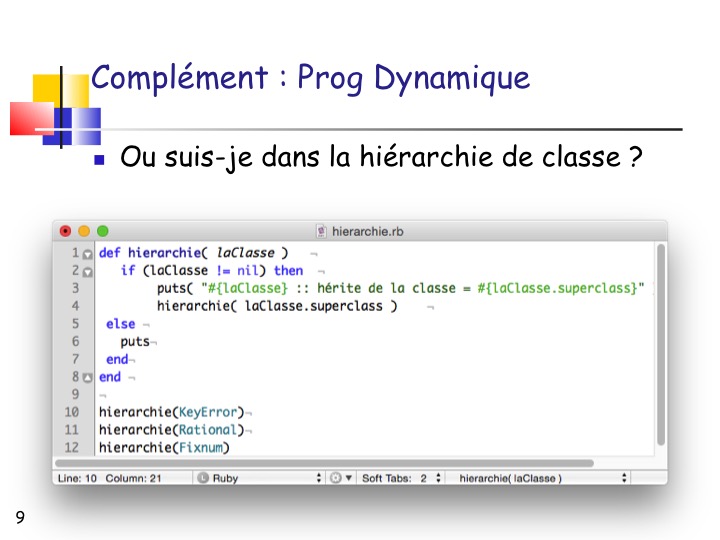 Complément : Prog Dynamique
Ou suis-je dans la hiérarchie de classe ?
hierarchie.rb
1 def hierarchie( laClasse )
2 if (laClasse != nil) then
3 puts( "#{laClasse} :: hérite de la classe = #{laClasse.superclass}"
4 hierarchie( laClasse.superclass )
5 else
6 puts
7 end
8 end
9
10 hierarchie(KeyError)
11 hierarchie(Rational)
12 hierarchie(Fixnum)
Line: 10 Column: 21 L Ruby Soft Tabs: 2 hierarchie( laClasse )
9